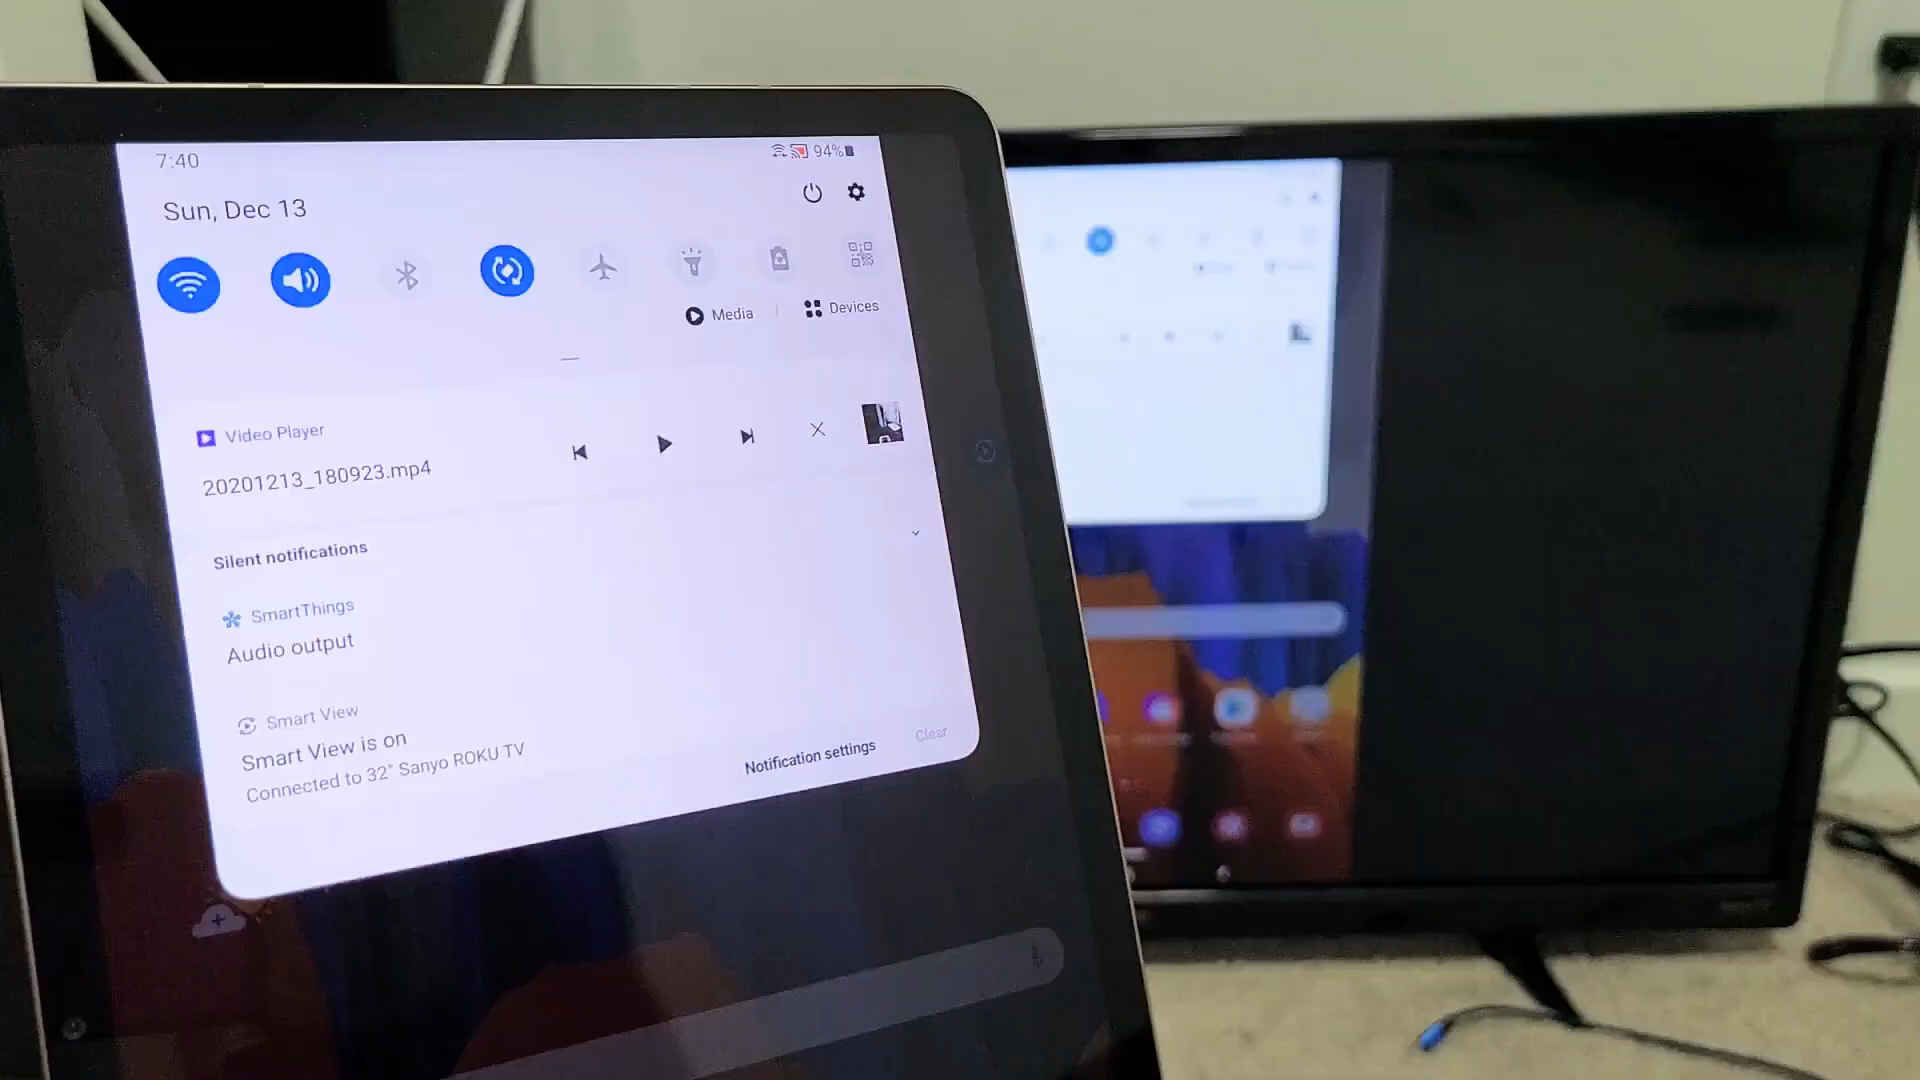 7:40
94%
Sun, Dec 13
Media
Devices
Video Player
20201213_180923.mp4
Silent notifications
SmartThings
Audio output
Smart View
Smart View is on
Connected to 32" Sanyo ROKU TV
Notification settings
Clear